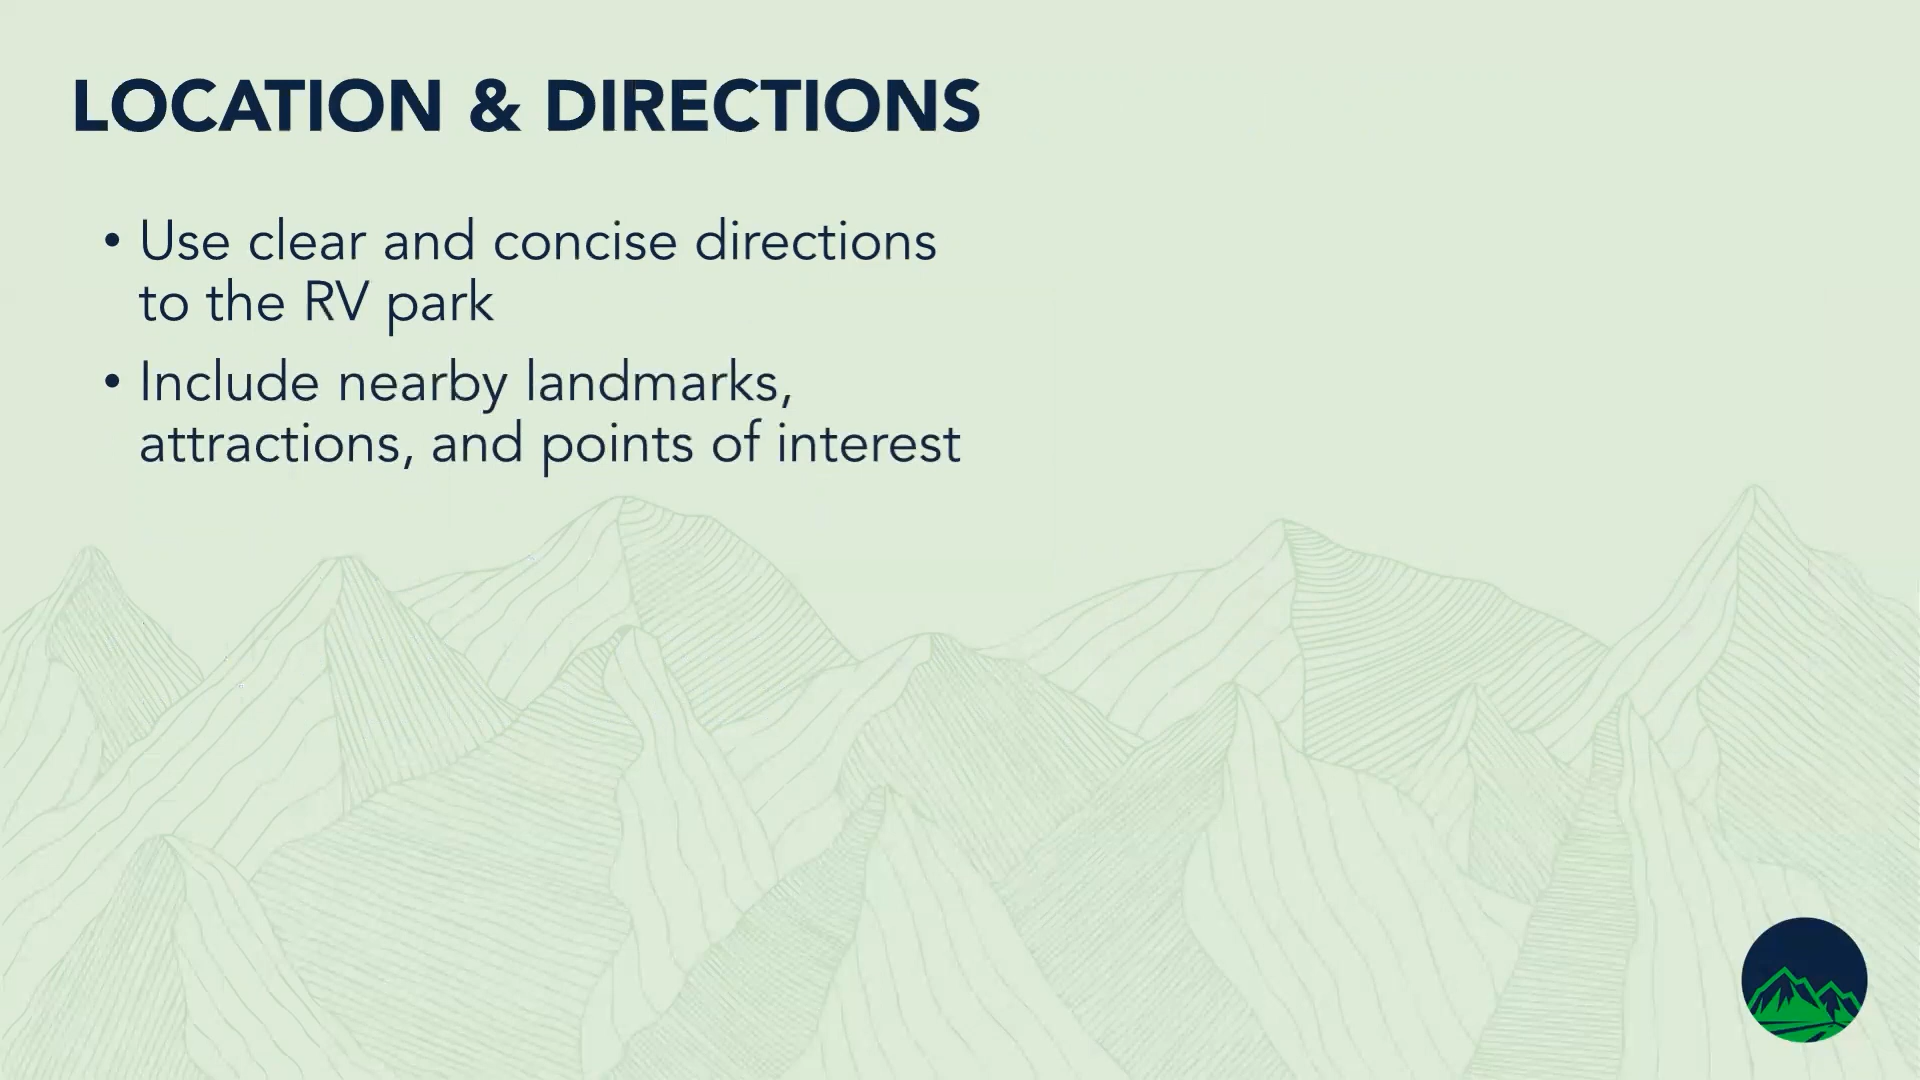 LOCATION & DIRECTIONS
• Use clear and concise directions
to the RV park
• Include nearby landmarks,
attractions, and points of interest